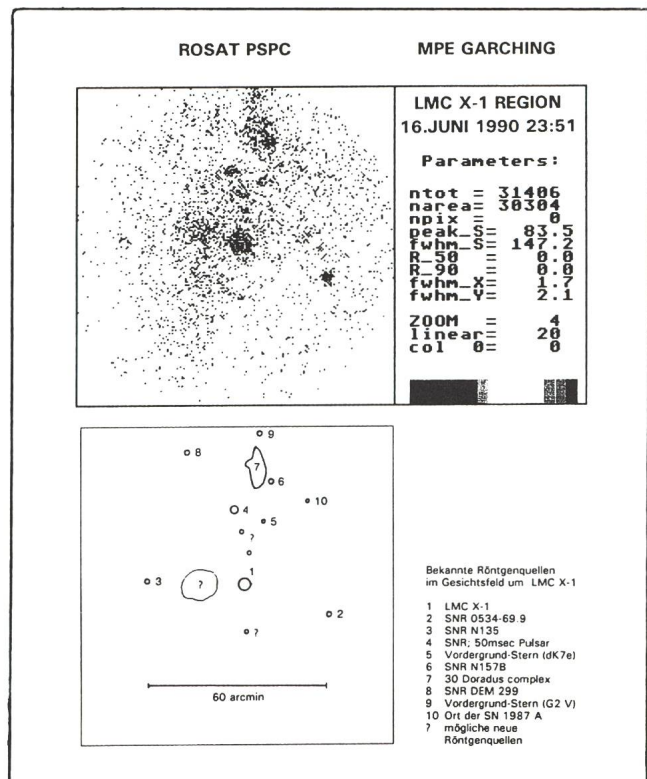 ROSAT PSPC MPE GARCHING
LMC X-1 REGION
16.JUNI 1990 23:51
Parameters:
ntot = 31406
narea= 30304
npix = 0
peak_S= 83.5
fwhm_S= 147.2
R_50 = 0.0
R_90 = 0.0
fwhm_X= 1.7
fwhm_Y= 2.1
ZOOM = 4
linear= 20
col 0= 0
9
8
7
6
10
4
5
?
1
3
?
2
?
60 arcmin
Bekannte Röntgenquellen
im Gesichtsfeld um LMC X-1
1 LMC X-1
2 SNR 0534-69.9
3 SNR N135
4 SNR; 50msec Pulsar
5 Vordergrund-Stern (dK7e)
6 SNR N157B
7 30 Doradus complex
8 SNR DEM 299
9 Vordergrund-Stern (G2 V)
10 Ort der SN 1987 A
? mögliche neue
Röntgenquellen